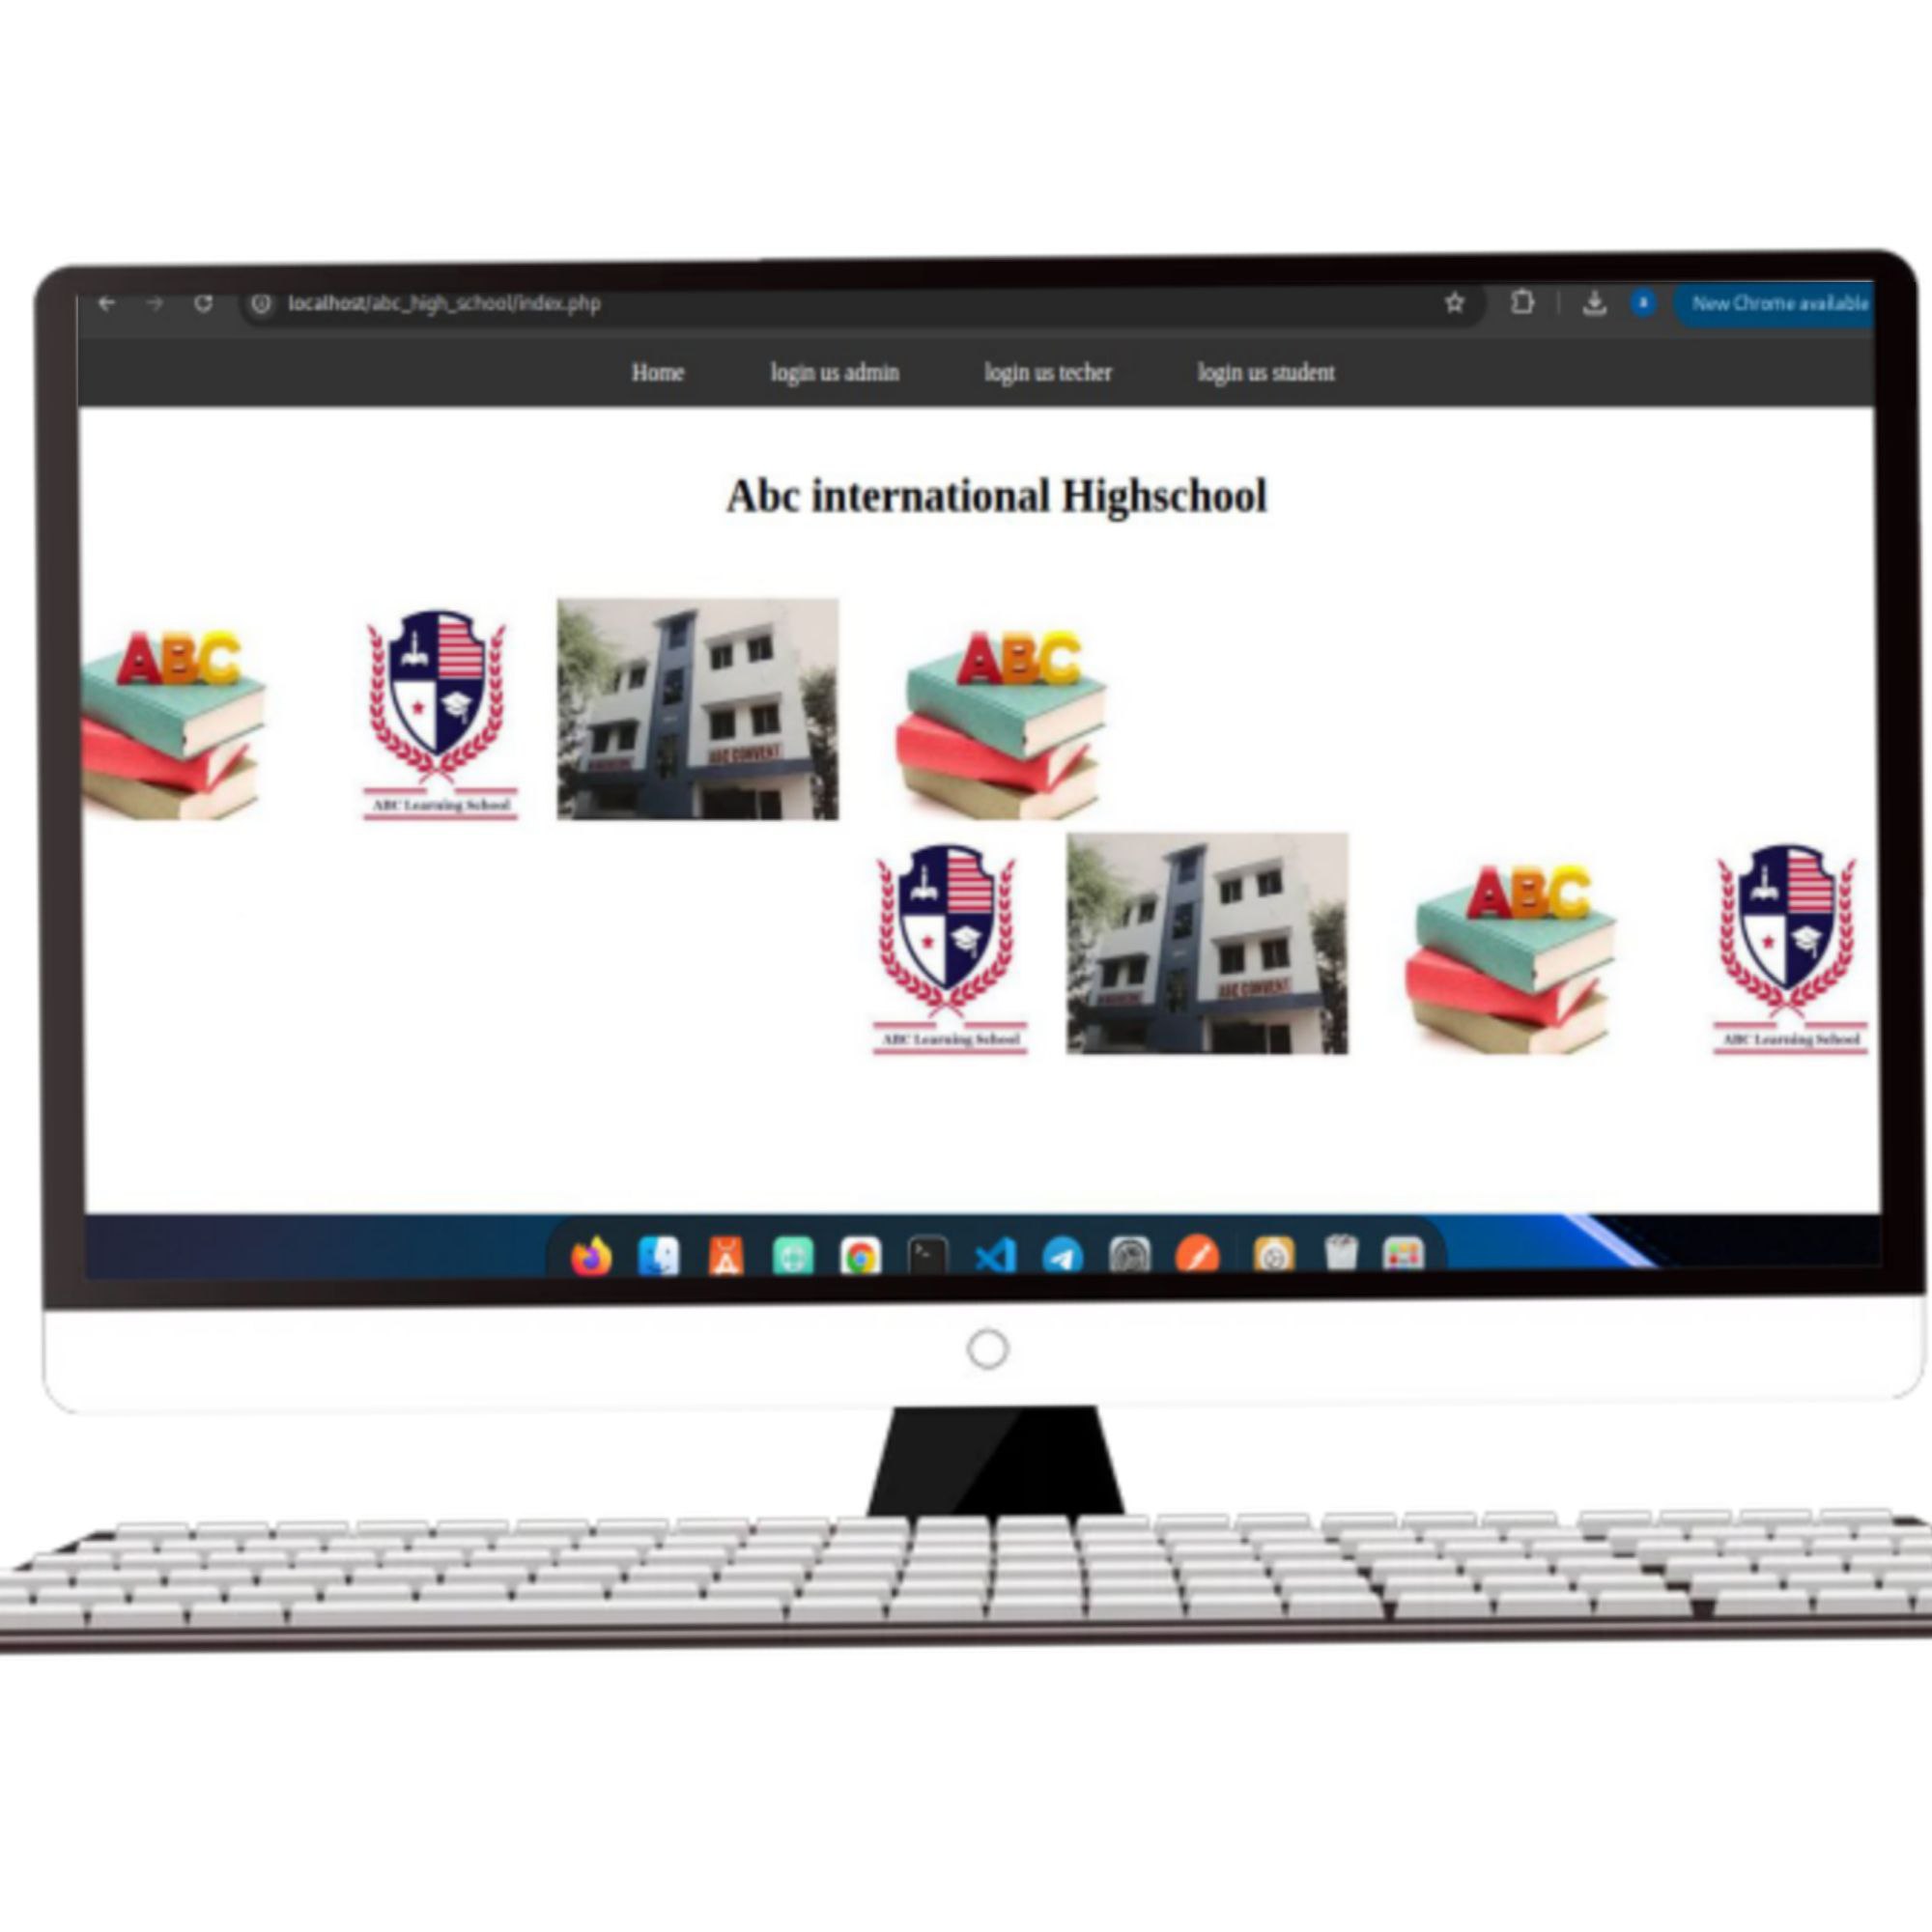 localhost/abc_high_school/index.php
New Chrome available
Home login us admin login us techer login us student
Abc international Highschool
ABC
ABC Learning School
ABC CONVENT
ABC
ABC Learning School
ABC CONVENT
ABC
ABC Learning School